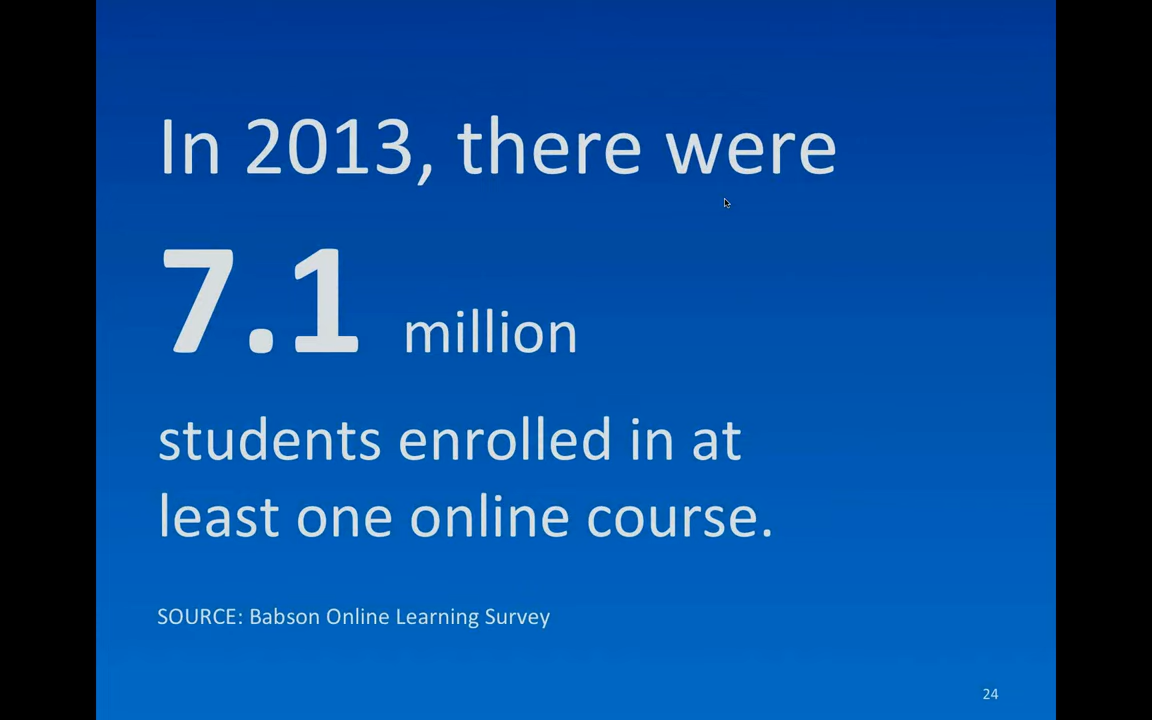 In 2013, there were
7.1 million
students enrolled in at
least one online course.
SOURCE: Babson Online Learning Survey
24